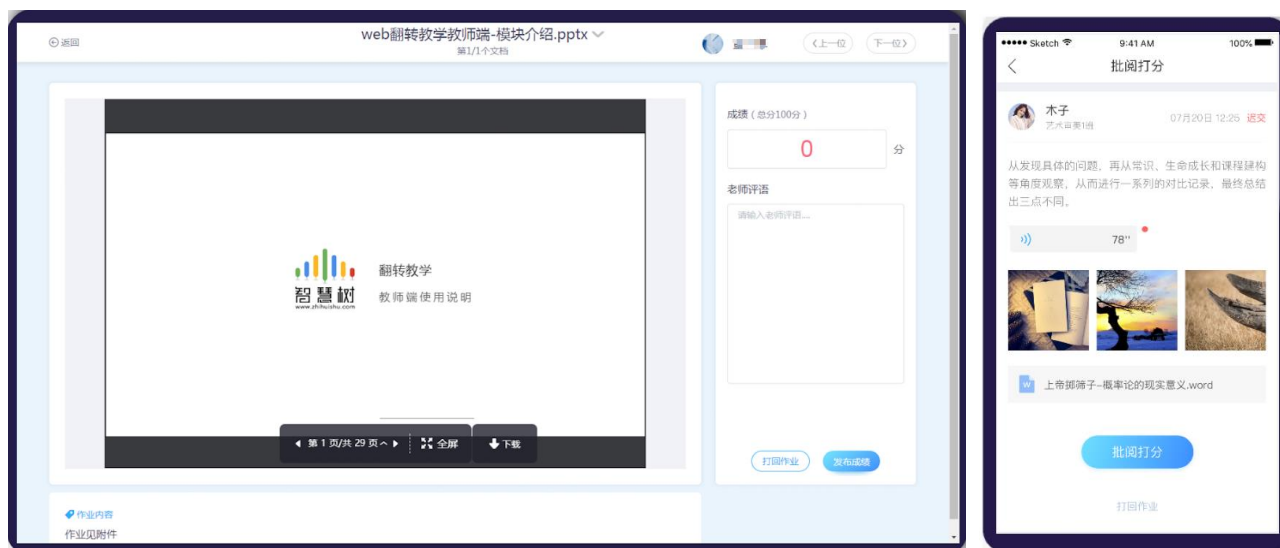 返回
web翻转教学教师端-模块介绍.pptx
第1/1个文档
上一位
下一位
成绩（总分100分）
0
分
老师评语
请输入老师评语...
智慧树
www.zhihuishu.com
翻转教学
教师端使用说明
第 1 页/共 29 页
全屏
下载
打回作业
发布成绩
作业内容
作业见附件
Sketch
9:41 AM
100%
批阅打分
木子
艺术审美1班
07月20日 12:25 迟交
从发现具体的问题，再从常识、生命成长和课程建构
等角度观察，从而进行一系列的对比记录，最终总结
出三点不同。
78''
W
上帝掷筛子--概率论的现实意义.word
批阅打分
打回作业